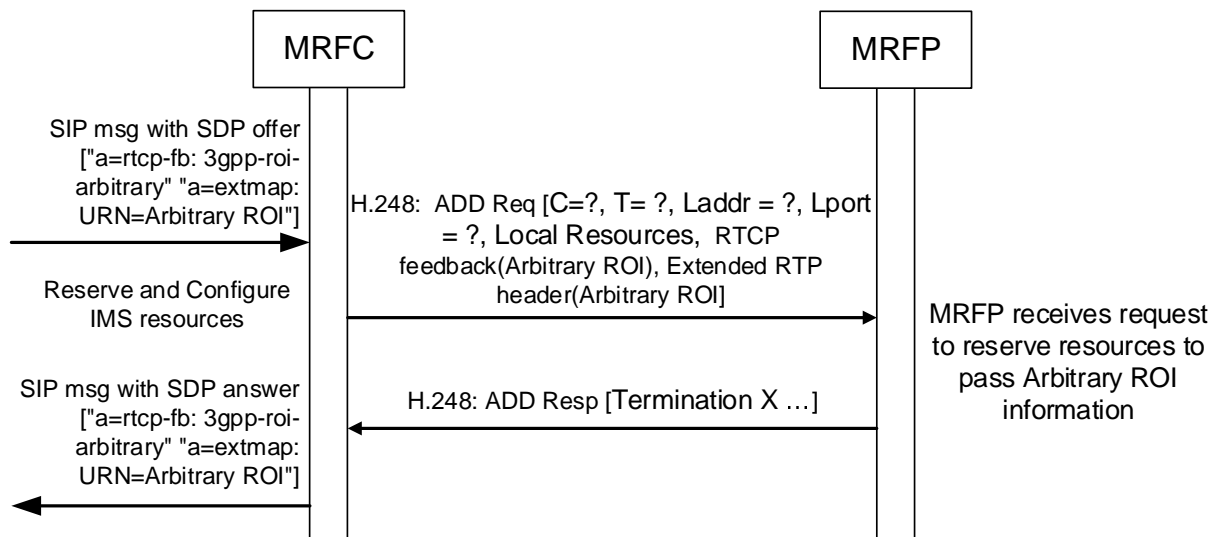 MRFC
MRFP
SIP msg with SDP offer
["a=rtcp-fb: 3gpp-roi-
arbitrary" "a=extmap:
URN=Arbitrary ROI"]
H.248: ADD Req [C=?, T= ?, Laddr = ?, Lport
= ?, Local Resources, RTCP
feedback(Arbitrary ROI), Extended RTP
header(Arbitrary ROI]
Reserve and Configure
IMS resources
MRFP receives request
to reserve resources to
pass Arbitrary ROI
information
H.248: ADD Resp [Termination X ...]
SIP msg with SDP answer
["a=rtcp-fb: 3gpp-roi-
arbitrary" "a=extmap:
URN=Arbitrary ROI"]